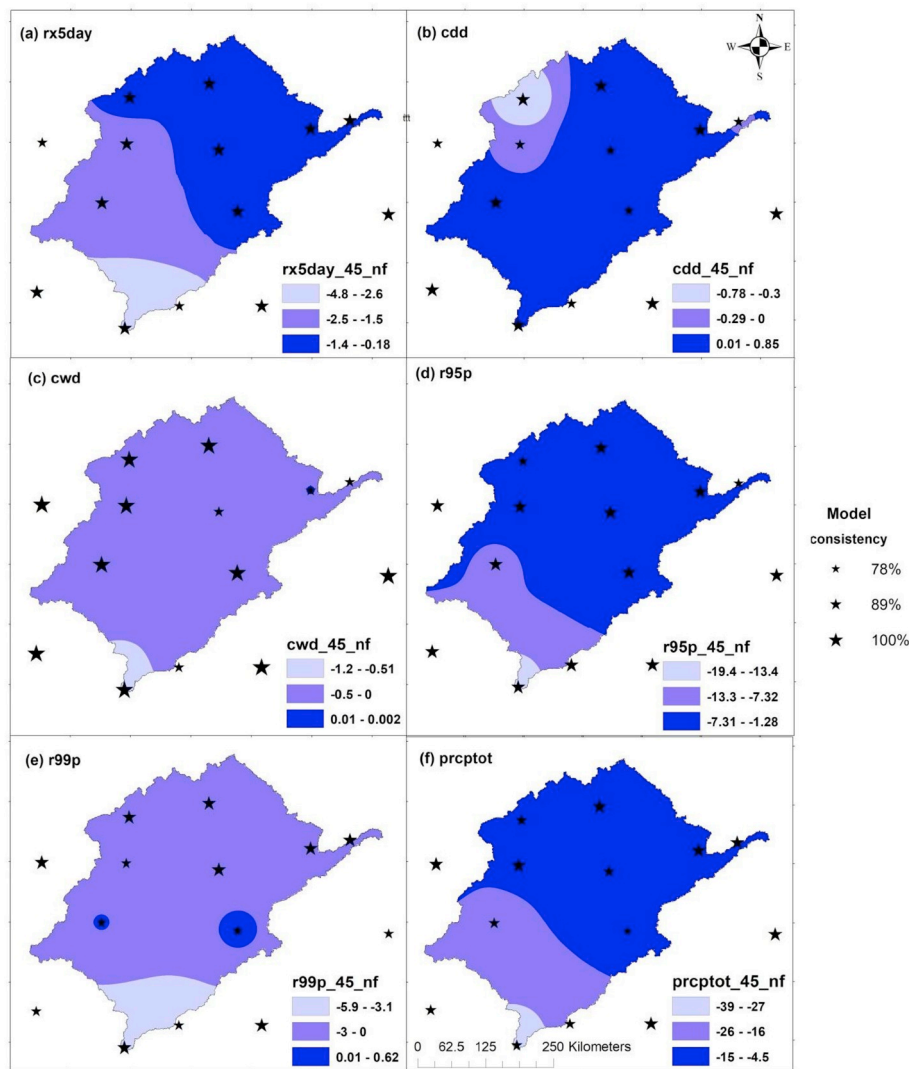 (a) rx5day
rx5day_45_nf
-4.8 - -2.6
-2.5 - -1.5
-1.4 - -0.18
(b) cdd
N
W E
S
cdd_45_nf
-0.78 - -0.3
-0.29 - 0
0.01 - 0.85
(c) cwd
cwd_45_nf
-1.2 - -0.51
-0.5 - 0
0.01 - 0.002
(d) r95p
r95p_45_nf
-19.4 - -13.4
-13.3 - -7.32
-7.31 - -1.28
Model
consistency
78%
89%
100%
(e) r99p
r99p_45_nf
-5.9 - -3.1
-3 - 0
0.01 - 0.62
(f) prcptot
prcptot_45_nf
-39 - -27
-26 - -16
-15 - -4.5
0 62.5 125 250 Kilometers